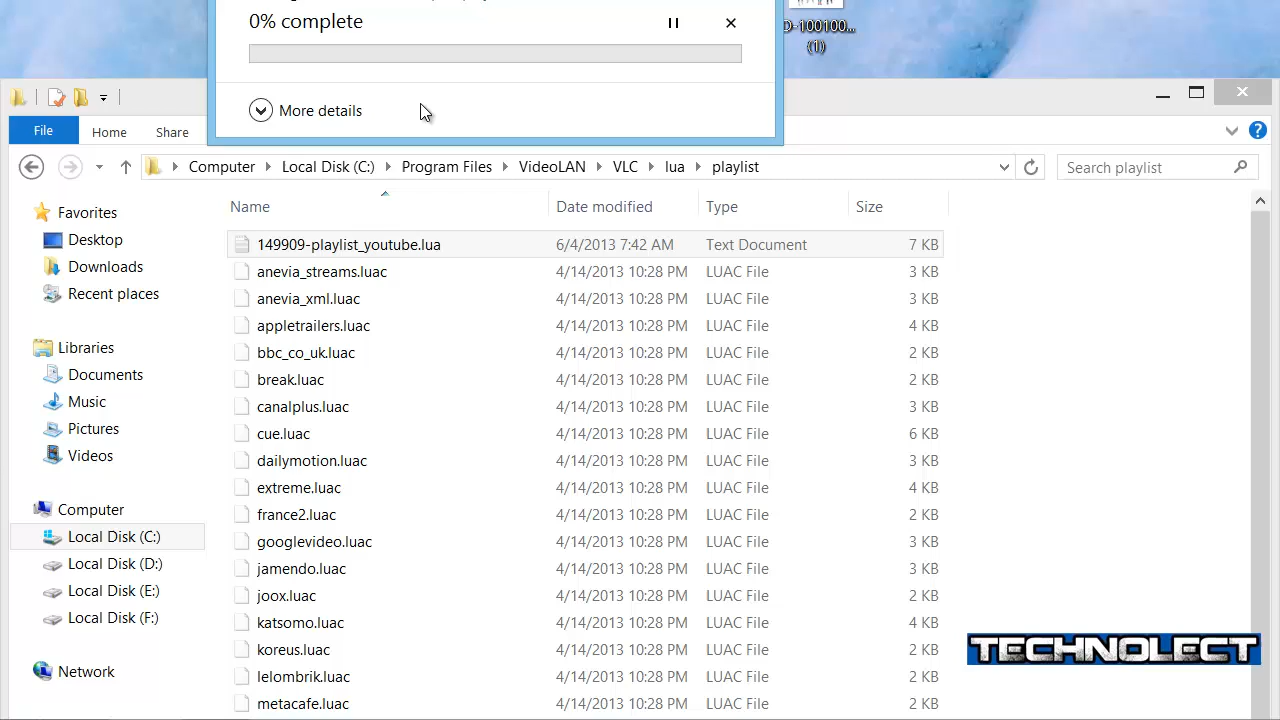 0% complete
D-100100...
(1)
More details
File Home Share
Computer Local Disk (C:) Program Files VideoLAN VLC lua playlist
Search playlist
Name Date modified Type Size
Favorites
Desktop
Downloads
Recent places
Libraries
Documents
Music
Pictures
Videos
Computer
Local Disk (C:)
Local Disk (D:)
Local Disk (E:)
Local Disk (F:)
Network
149909-playlist_youtube.lua 6/4/2013 7:42 AM Text Document 7 KB
anevia_streams.luac 4/14/2013 10:28 PM LUAC File 3 KB
anevia_xml.luac 4/14/2013 10:28 PM LUAC File 3 KB
appletrailers.luac 4/14/2013 10:28 PM LUAC File 4 KB
bbc_co_uk.luac 4/14/2013 10:28 PM LUAC File 2 KB
break.luac 4/14/2013 10:28 PM LUAC File 2 KB
canalplus.luac 4/14/2013 10:28 PM LUAC File 3 KB
cue.luac 4/14/2013 10:28 PM LUAC File 6 KB
dailymotion.luac 4/14/2013 10:28 PM LUAC File 3 KB
extreme.luac 4/14/2013 10:28 PM LUAC File 4 KB
france2.luac 4/14/2013 10:28 PM LUAC File 2 KB
googlevideo.luac 4/14/2013 10:28 PM LUAC File 3 KB
jamendo.luac 4/14/2013 10:28 PM LUAC File 3 KB
joox.luac 4/14/2013 10:28 PM LUAC File 2 KB
katsomo.luac 4/14/2013 10:28 PM LUAC File 4 KB
koreus.luac 4/14/2013 10:28 PM LUAC File 2 KB
lelombrik.luac 4/14/2013 10:28 PM LUAC File 2 KB
metacafe.luac 4/14/2013 10:28 PM LUAC File 2 KB
TECHNOLECT